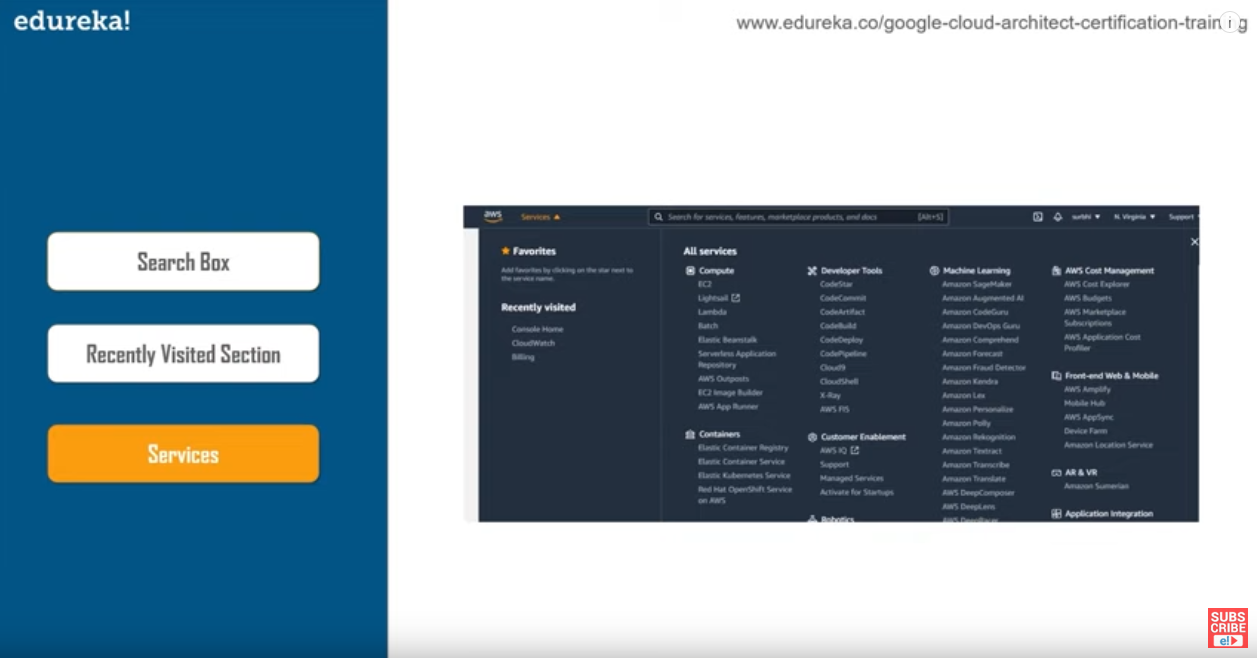 edureka!
www.edureka.co/google-cloud-architect-certification-training
Search Box
Recently Visited Section
Services
aws
Services
Search for services, features, marketplace products, and docs
[Alt+S]
surbhi
N. Virginia
Support
Favorites
Add favorites by clicking on the star next to
the service name.
Recently visited
Console Home
CloudWatch
Billing
All services
Compute
EC2
Lightsail
Lambda
Batch
Elastic Beanstalk
Serverless Application
Repository
AWS Outposts
EC2 Image Builder
AWS App Runner
Containers
Elastic Container Registry
Elastic Container Service
Elastic Kubernetes Service
Red Hat OpenShift Service
on AWS
Developer Tools
CodeStar
CodeCommit
CodeArtifact
CodeBuild
CodeDeploy
CodePipeline
Cloud9
CloudShell
X-Ray
AWS FIS
Customer Enablement
AWS IQ
Support
Managed Services
Activate for Startups
Robotics
Machine Learning
Amazon SageMaker
Amazon Augmented AI
Amazon CodeGuru
Amazon DevOps Guru
Amazon Comprehend
Amazon Forecast
Amazon Fraud Detector
Amazon Kendra
Amazon Lex
Amazon Personalize
Amazon Polly
Amazon Rekognition
Amazon Textract
Amazon Transcribe
Amazon Translate
AWS DeepComposer
AWS DeepLens
AWS DeepRacer
AWS Cost Management
AWS Cost Explorer
AWS Budgets
AWS Marketplace
Subscriptions
AWS Application Cost
Profiler
Front-end Web & Mobile
AWS Amplify
Mobile Hub
AWS AppSync
Device Farm
Amazon Location Service
AR & VR
Amazon Sumerian
Application Integration
SUBS
CRIBE
e!